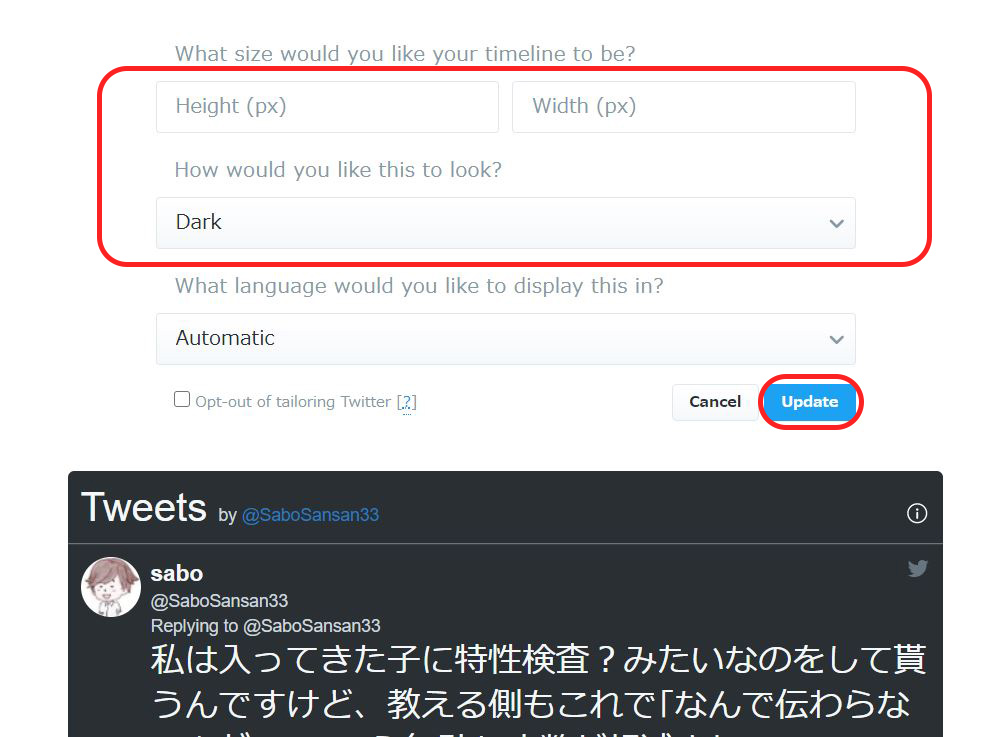 What size would you like your timeline to be?
Height (px) Width (px)
How would you like this to look?
Dark
What language would you like to display this in?
Automatic
Opt-out of tailoring Twitter [?]
Cancel Update
Tweets by @SaboSansan33
sabo
@SaboSansan33
Replying to @SaboSansan33
私は入ってきた子に特性検査？みたいなのをして貰
うんですけど、教える側もこれで「なんで伝わらな